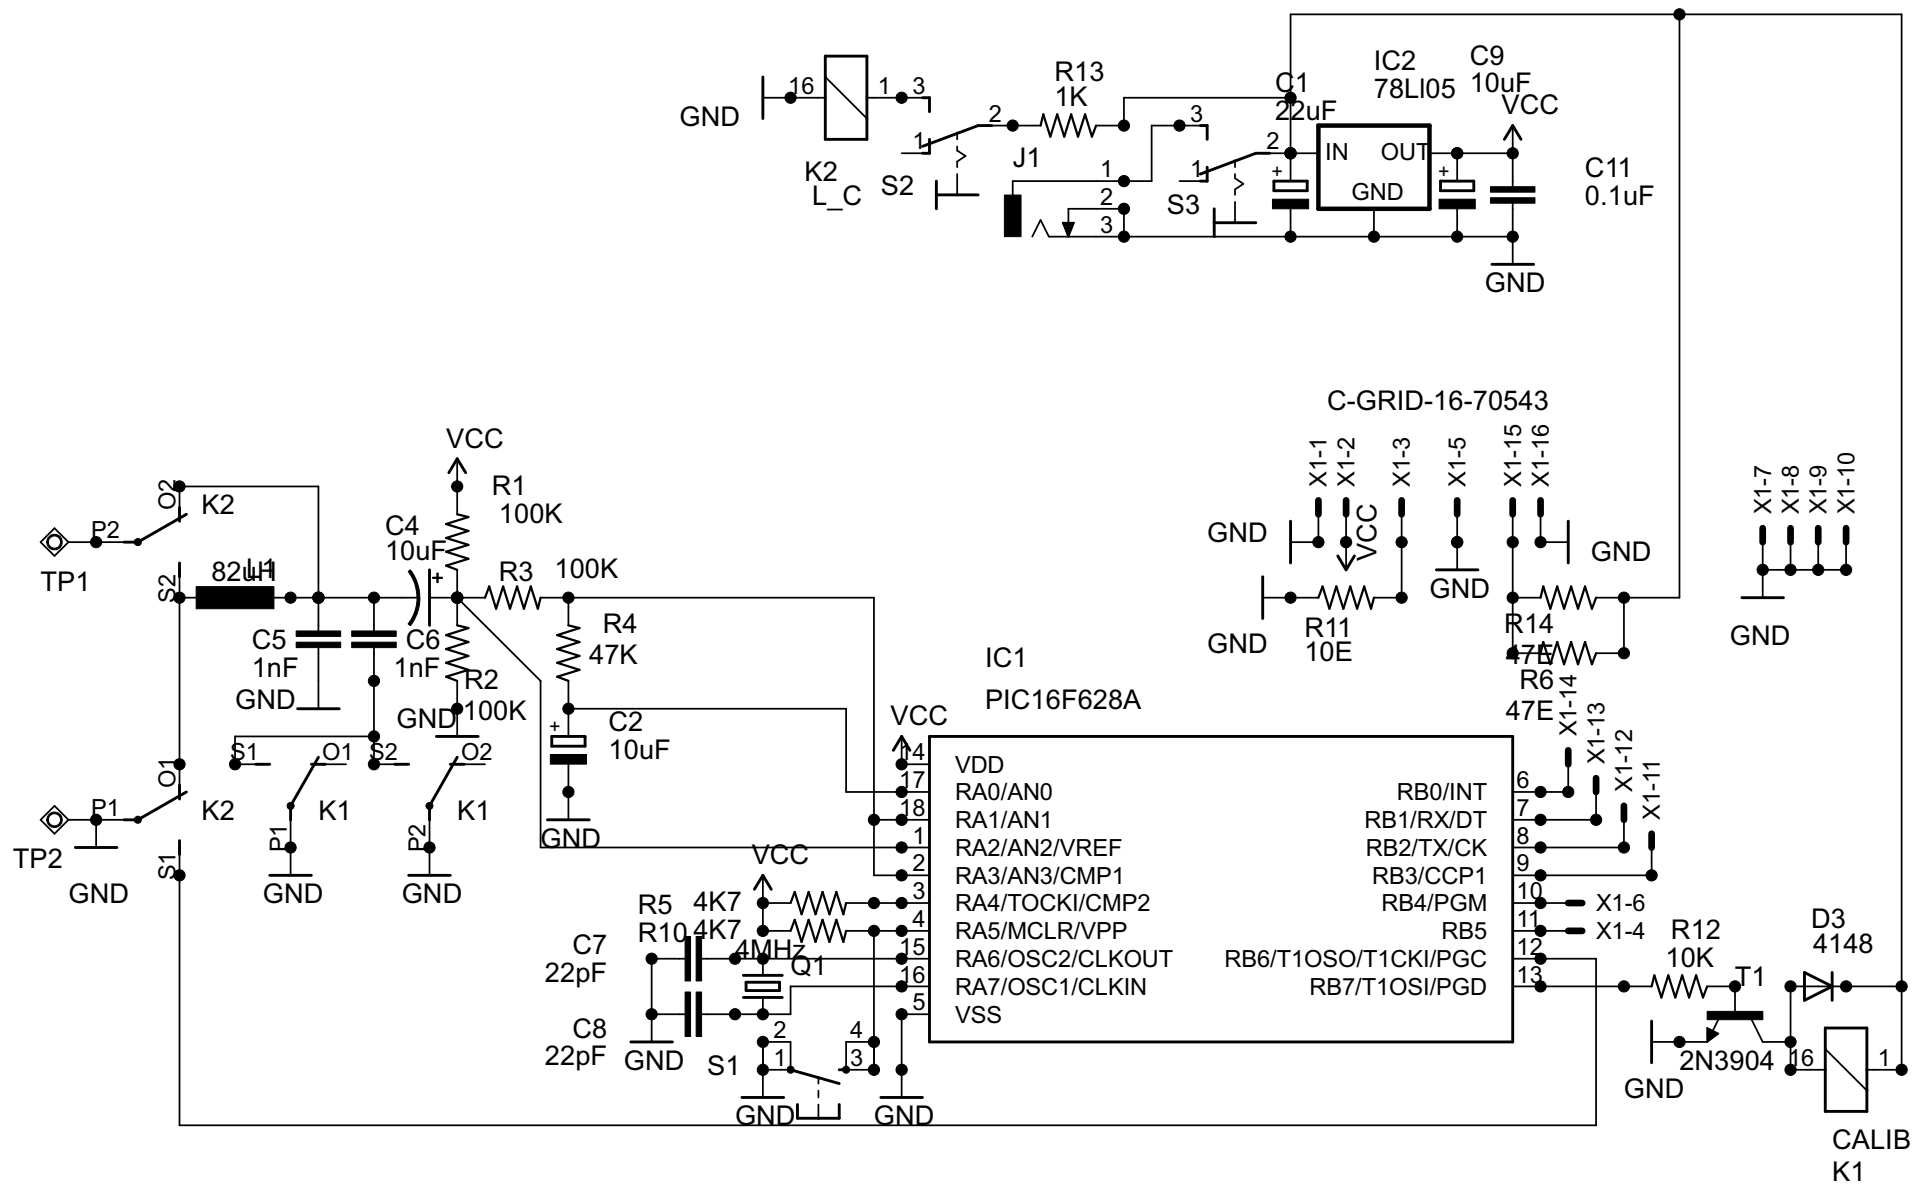 IC2
78LI05
C9
10uF
VCC
R13
1K
C1
22uF
GND
16
1
3
2
1
K2
L_C
S2
J1
1
2
3
3
2
1
S3
IN
OUT
GND
C11
0.1uF
GND
C-GRID-16-70543
X1-1
X1-2
X1-3
X1-5
X1-15
X1-16
X1-7
X1-8
X1-9
X1-10
GND
VCC
GND
GND
GND
GND
R11
10E
R14
47E
R6
47E
VCC
R1
100K
O2
K2
P2
TP1
S2
82uH
L1
C4
10uF
R3
100K
C5
1nF
C6
1nF
GND
R2
100K
GND
R4
47K
C2
10uF
GND
S1
O1
S2
O2
K1
K1
P1
P2
GND
GND
O1
P1
K2
TP2
S1
GND
IC1
PIC16F628A
VCC
14
VDD
17
RA0/AN0
18
RA1/AN1
1
RA2/AN2/VREF
2
RA3/AN3/CMP1
3
RA4/TOCKI/CMP2
4
RA5/MCLR/VPP
15
RA6/OSC2/CLKOUT
16
RA7/OSC1/CLKIN
5
VSS
RB0/INT
6
RB1/RX/DT
7
RB2/TX/CK
8
RB3/CCP1
9
RB4/PGM
10
RB5
11
RB6/T1OSO/T1CKI/PGC
12
RB7/T1OSI/PGD
13
X1-14
X1-13
X1-12
X1-11
X1-6
X1-4
VCC
R5
4K7
R10
4K7
C7
22pF
4MHz
Q1
C8
22pF
GND
S1
2
1
4
3
GND
GND
R12
10K
D3
4148
T1
2N3904
GND
16
1
CALIB
K1